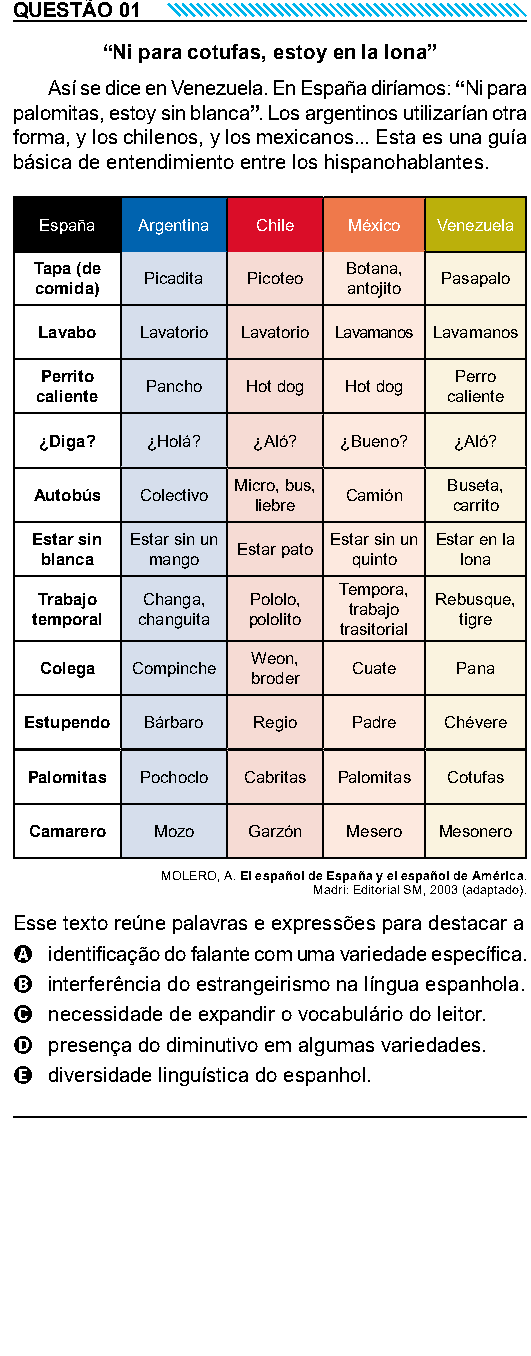 QUESTÃO 01
“Ni para cotufas, estoy en la lona”
Así se dice en Venezuela. En España diríamos: “Ni para
palomitas, estoy sin blanca”. Los argentinos utilizarían otra
forma, y los chilenos, y los mexicanos... Esta es una guía
básica de entendimiento entre los hispanohablantes.
España Argentina Chile México Venezuela
Tapa (de comida) Picadita Picoteo Botana, antojito Pasapalo
Lavabo Lavatorio Lavatorio Lavamanos Lavamanos
Perrito caliente Pancho Hot dog Hot dog Perro caliente
¿Diga? ¿Holá? ¿Aló? ¿Bueno? ¿Aló?
Autobús Colectivo Micro, bus, liebre Camión Buseta, carrito
Estar sin blanca Estar sin un mango Estar pato Estar sin un quinto Estar en la lona
Trabajo temporal Changa, changuita Pololo, pololito Tempora, trabajo trasitorial Rebusque, tigre
Colega Compinche Weon, broder Cuate Pana
Estupendo Bárbaro Regio Padre Chévere
Palomitas Pochoclo Cabritas Palomitas Cotufas
Camarero Mozo Garzón Mesero Mesonero
MOLERO, A. El español de España y el español de América.
Madri: Editorial SM, 2003 (adaptado).
Esse texto reúne palavras e expressões para destacar a
A identificação do falante com uma variedade específica.
B interferência do estrangeirismo na língua espanhola.
C necessidade de expandir o vocabulário do leitor.
D presença do diminutivo em algumas variedades.
E diversidade linguística do espanhol.